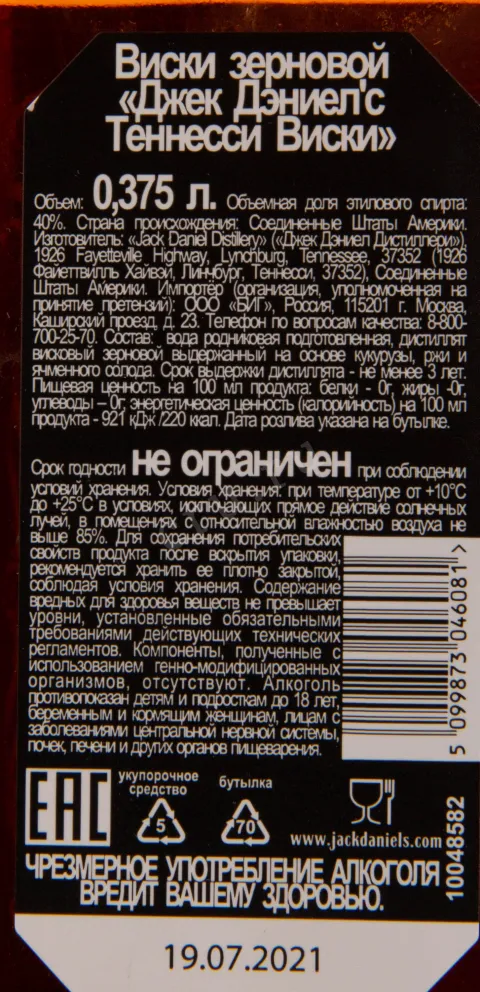 Виски зерновой
«Джек Дэниел'с
Теннесси Виски»
Объем: 0,375 л. Объемная доля этилового спирта:
40%. Страна происхождения: Соединенные Штаты Америки.
Изготовитель: «Jack Daniel Distillery» («Джек Дэниел Дистиллери»),
1926 Fayetteville Highway, Lynchburg, Tennessee, 37352 (1926
Файеттвилль Хайвэй, Линчбург, Теннесси, 37352), Соединенные
Штаты Америки. Импортёр (организация, уполномоченная на
принятие претензий): ООО «БИГ», Россия, 115201 г. Москва,
Каширский проезд, д. 23. Телефон по вопросам качества: 8-800-
700-25-70. Состав: вода родниковая подготовленная, дистиллят
висковый зерновой выдержанный на основе кукурузы, ржи и
ячменного солода. Срок выдержки дистиллята - не менее 3 лет.
Пищевая ценность на 100 мл продукта: белки - 0г, жиры -0г,
углеводы – 0г, энергетическая ценность (калорийность) на 100 мл
продукта - 921 кДж /220 ккал. Дата розлива указана на бутылке.
Срок годности не ограничен при соблюдении
условий хранения. Условия хранения: при температуре от +10°C
до +25°C в условиях, исключающих прямое действие солнечных
лучей, в помещениях с относительной влажностью воздуха не
выше 85%. Для сохранения потребительских
свойств продукта после вскрытия упаковки,
рекомендуется хранить ее плотно закрытой,
соблюдая условия хранения. Содержание
вредных для здоровья веществ не превышает
уровни, установленные обязательными
требованиями действующих технических
регламентов. Компоненты, полученные с
использованием генно-модифицированных
организмов, отсутствуют. Алкоголь
противопоказан детям и подросткам до 18 лет,
беременным и кормящим женщинам, лицам с
заболеваниями центральной нервной системы,
почек, печени и других органов пищеварения.
5 099873 046081 >
EAC
укупорочное
средство
5
бутылка
70
www.jackdaniels.com
10048582
ЧРЕЗМЕРНОЕ УПОТРЕБЛЕНИЕ АЛКОГОЛЯ
ВРЕДИТ ВАШЕМУ ЗДОРОВЬЮ.
19.07.2021